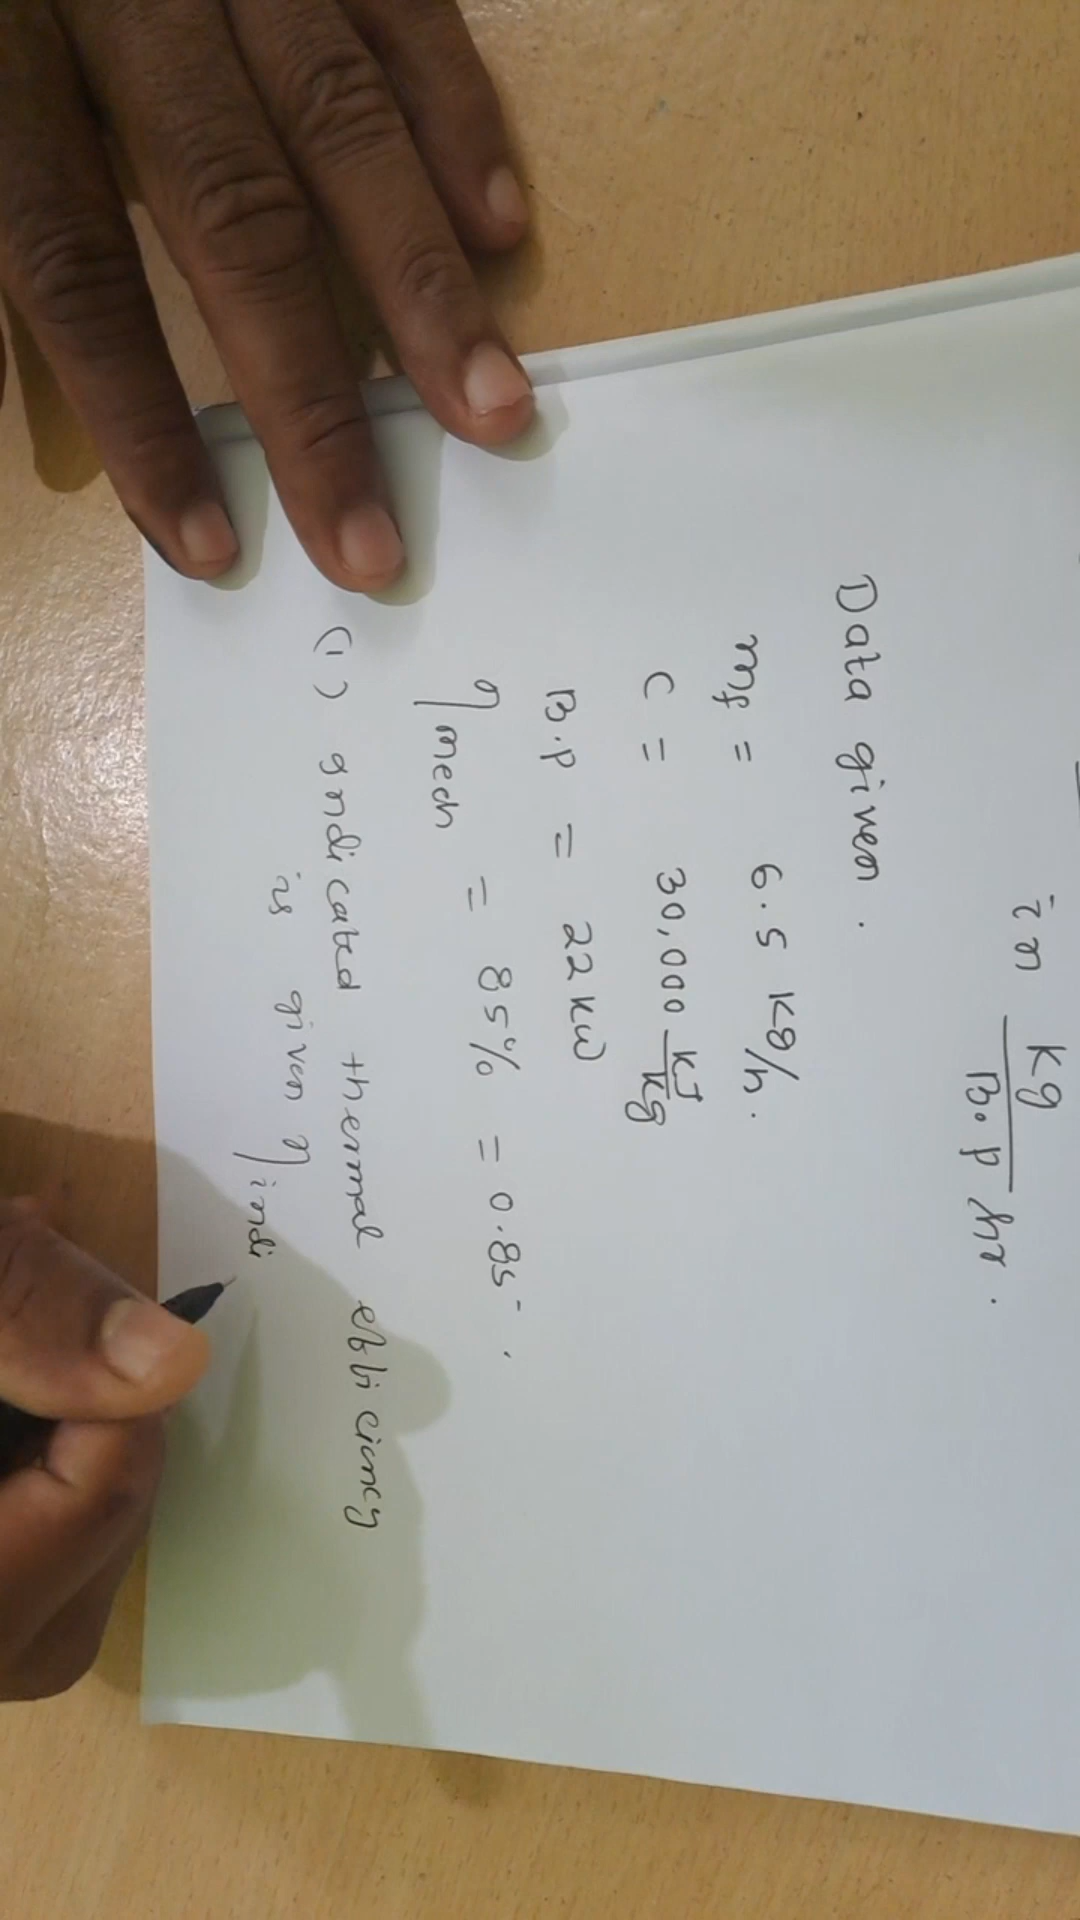 in Kg/B.P/hr.
Data given.
mf = 6.5 Kg/h.
C = 30,000 KJ/Kg
B.P = 22 KW
η mech = 85% = 0.85.
(1) Indicated thermal efficiency
is given η indi